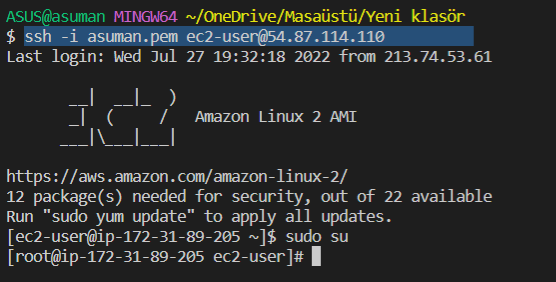 ASUS@asuman MINGW64 ~/OneDrive/Masaüstü/Yeni klasör
$ ssh -i asuman.pem ec2-user@54.87.114.110
Last login: Wed Jul 27 19:32:18 2022 from 213.74.53.61
       __|  __|_  )
       _|  (     /   Amazon Linux 2 AMI
      ___|\___|___|
https://aws.amazon.com/amazon-linux-2/
12 package(s) needed for security, out of 22 available
Run "sudo yum update" to apply all updates.
[ec2-user@ip-172-31-89-205 ~]$ sudo su
[root@ip-172-31-89-205 ec2-user]#